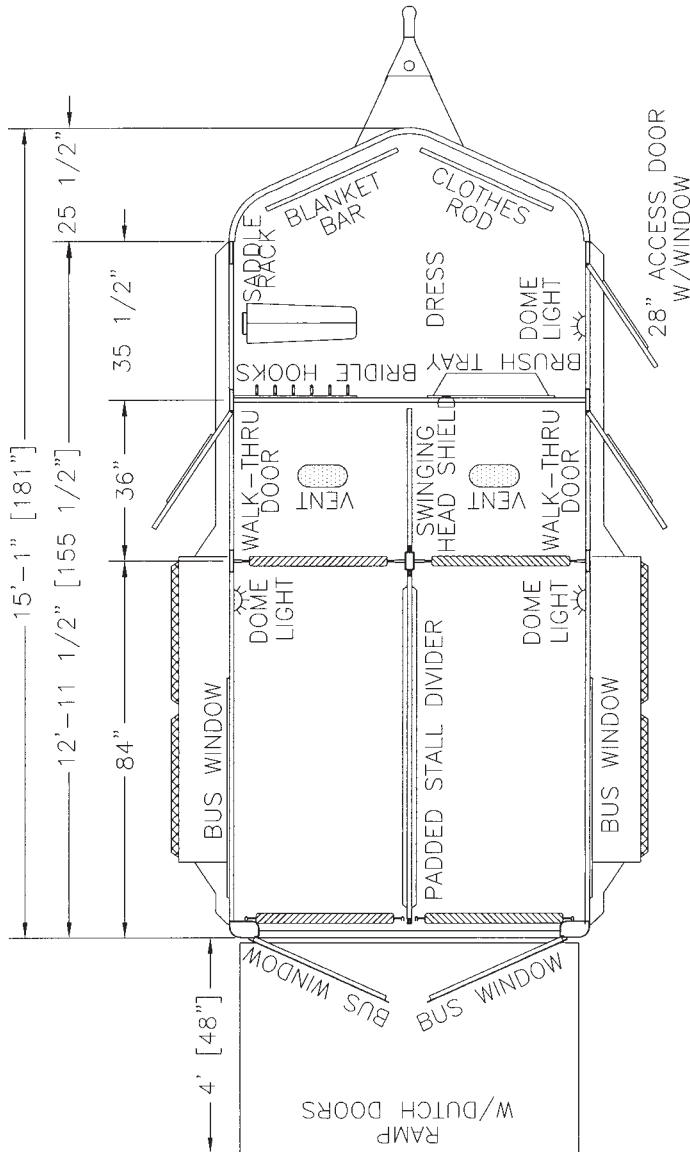 15'-1" [181"]
12'-11 1/2" [155 1/2"]
25 1/2"
84"
36"
35 1/2"
4' [48"]
BUS WINDOW
DOME
LIGHT
WALK-THRU
DOOR
SADDLE
RACK
BLANKET
BAR
VENT
BRIDLE HOOKS
BUS WINDOW
PADDED STALL DIVIDER
SWINGING
HEAD SHIELD
BRUSH TRAY
DRESS
CLOTHES
ROD
VENT
BUS WINDOW
DOME
LIGHT
WALK-THRU
DOOR
DOME
LIGHT
BUS WINDOW
28" ACCESS DOOR
W/WINDOW
RAMP
W/DUTCH DOORS